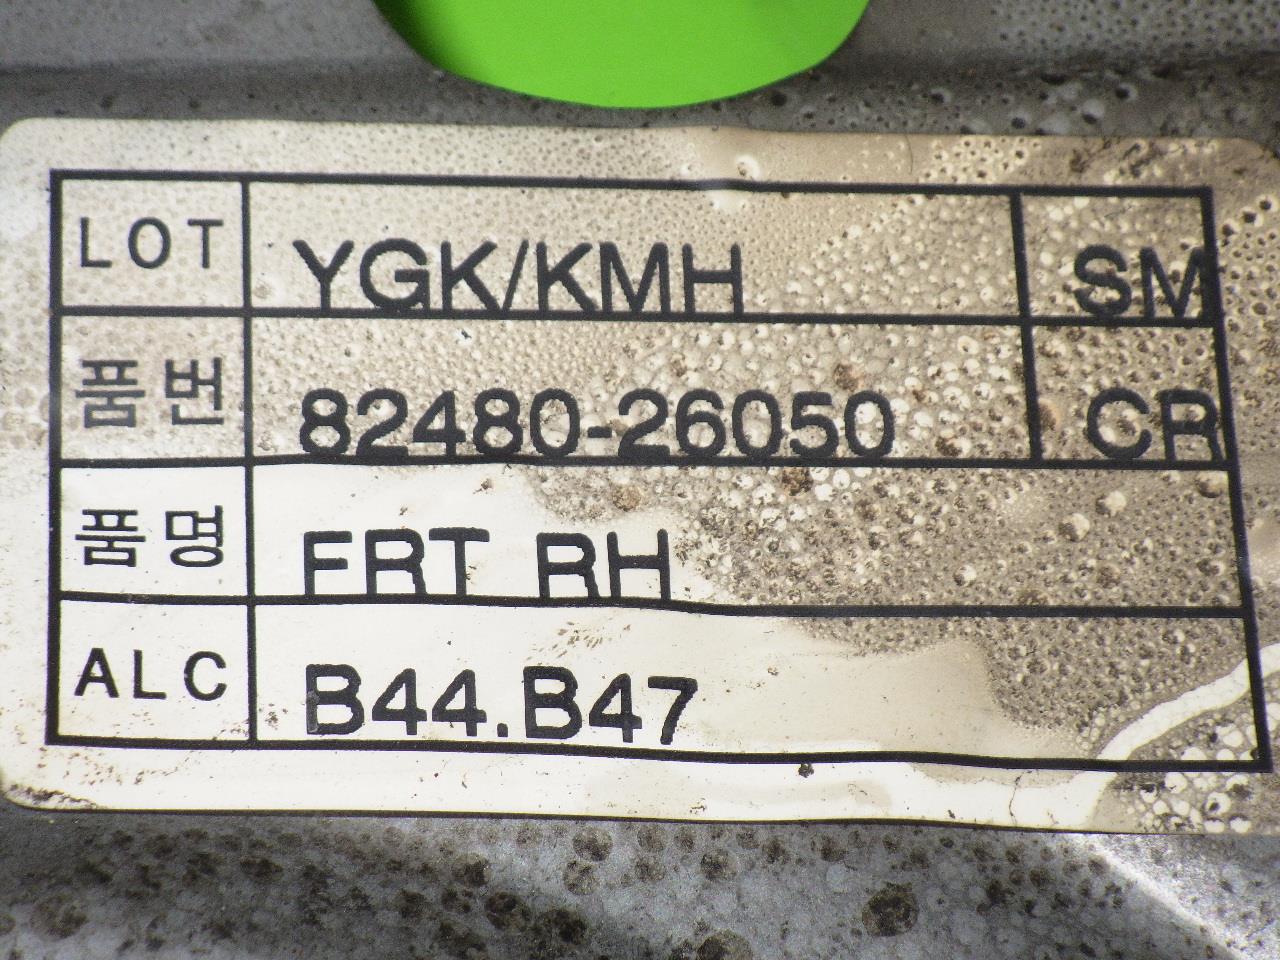 LOT YGK/KMH SM
품번 82480-26050 CR
품명 FRT RH
ALC B44.B47